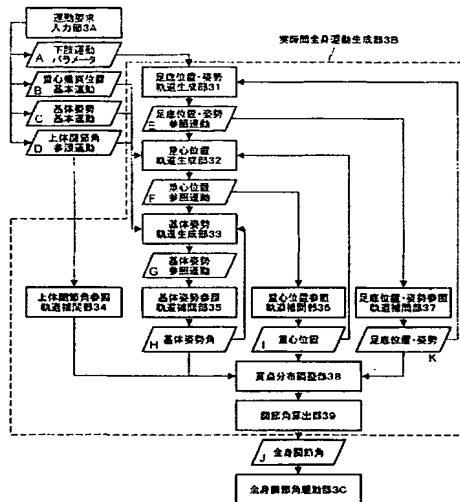 運動要求
入力部3A
実時間全身運動生成部3B
A
下肢運動
パラメータ
B
重心鉛直位置
基本運動
C
基体姿勢
基本運動
D
上体関節角
参照運動
足底位置・姿勢
軌道生成部31
E
足底位置・姿勢
参照運動
重心位置
軌道生成部32
F
重心位置
参照運動
基体姿勢
軌道生成部33
G
基体姿勢
参照運動
上体関節角参照
軌道補間部34
基体姿勢参照
軌道補間部35
重心位置参照
軌道補間部36
足底位置・姿勢参照
軌道補間部37
H
基体姿勢角
I
重心位置
足底位置・姿勢
K
質点分布調整部38
関節角算出部39
J
全身関節角
全身関節角駆動部3C